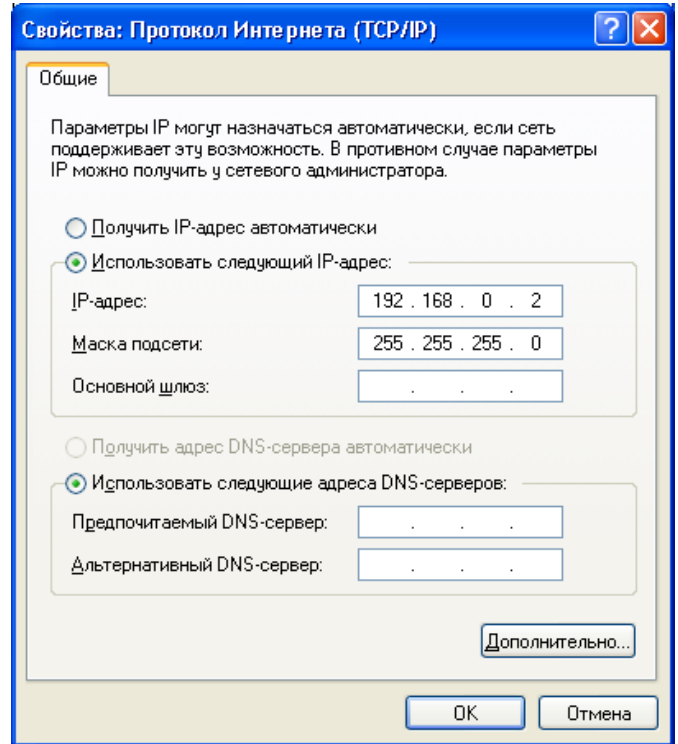 Свойства: Протокол Интернета (TCP/IP)
Общие
Параметры IP могут назначаться автоматически, если сеть
поддерживает эту возможность. В противном случае параметры
IP можно получить у сетевого администратора.
Получить IP-адрес автоматически
Использовать следующий IP-адрес:
IP-адрес: 192 . 168 . 0 . 2
Маска подсети: 255 . 255 . 255 . 0
Основной шлюз: . . .
Получить адрес DNS-сервера автоматически
Использовать следующие адреса DNS-серверов:
Предпочитаемый DNS-сервер: . . .
Альтернативный DNS-сервер: . . .
Дополнительно...
OK Отмена